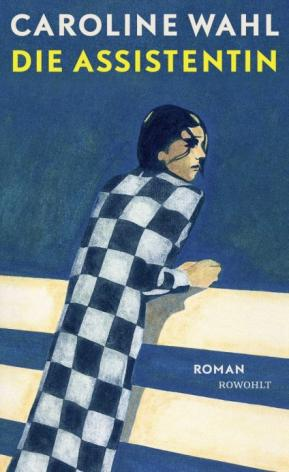 CAROLINE WAHL
DIE ASSISTENTIN
ROMAN
ROWOHLT